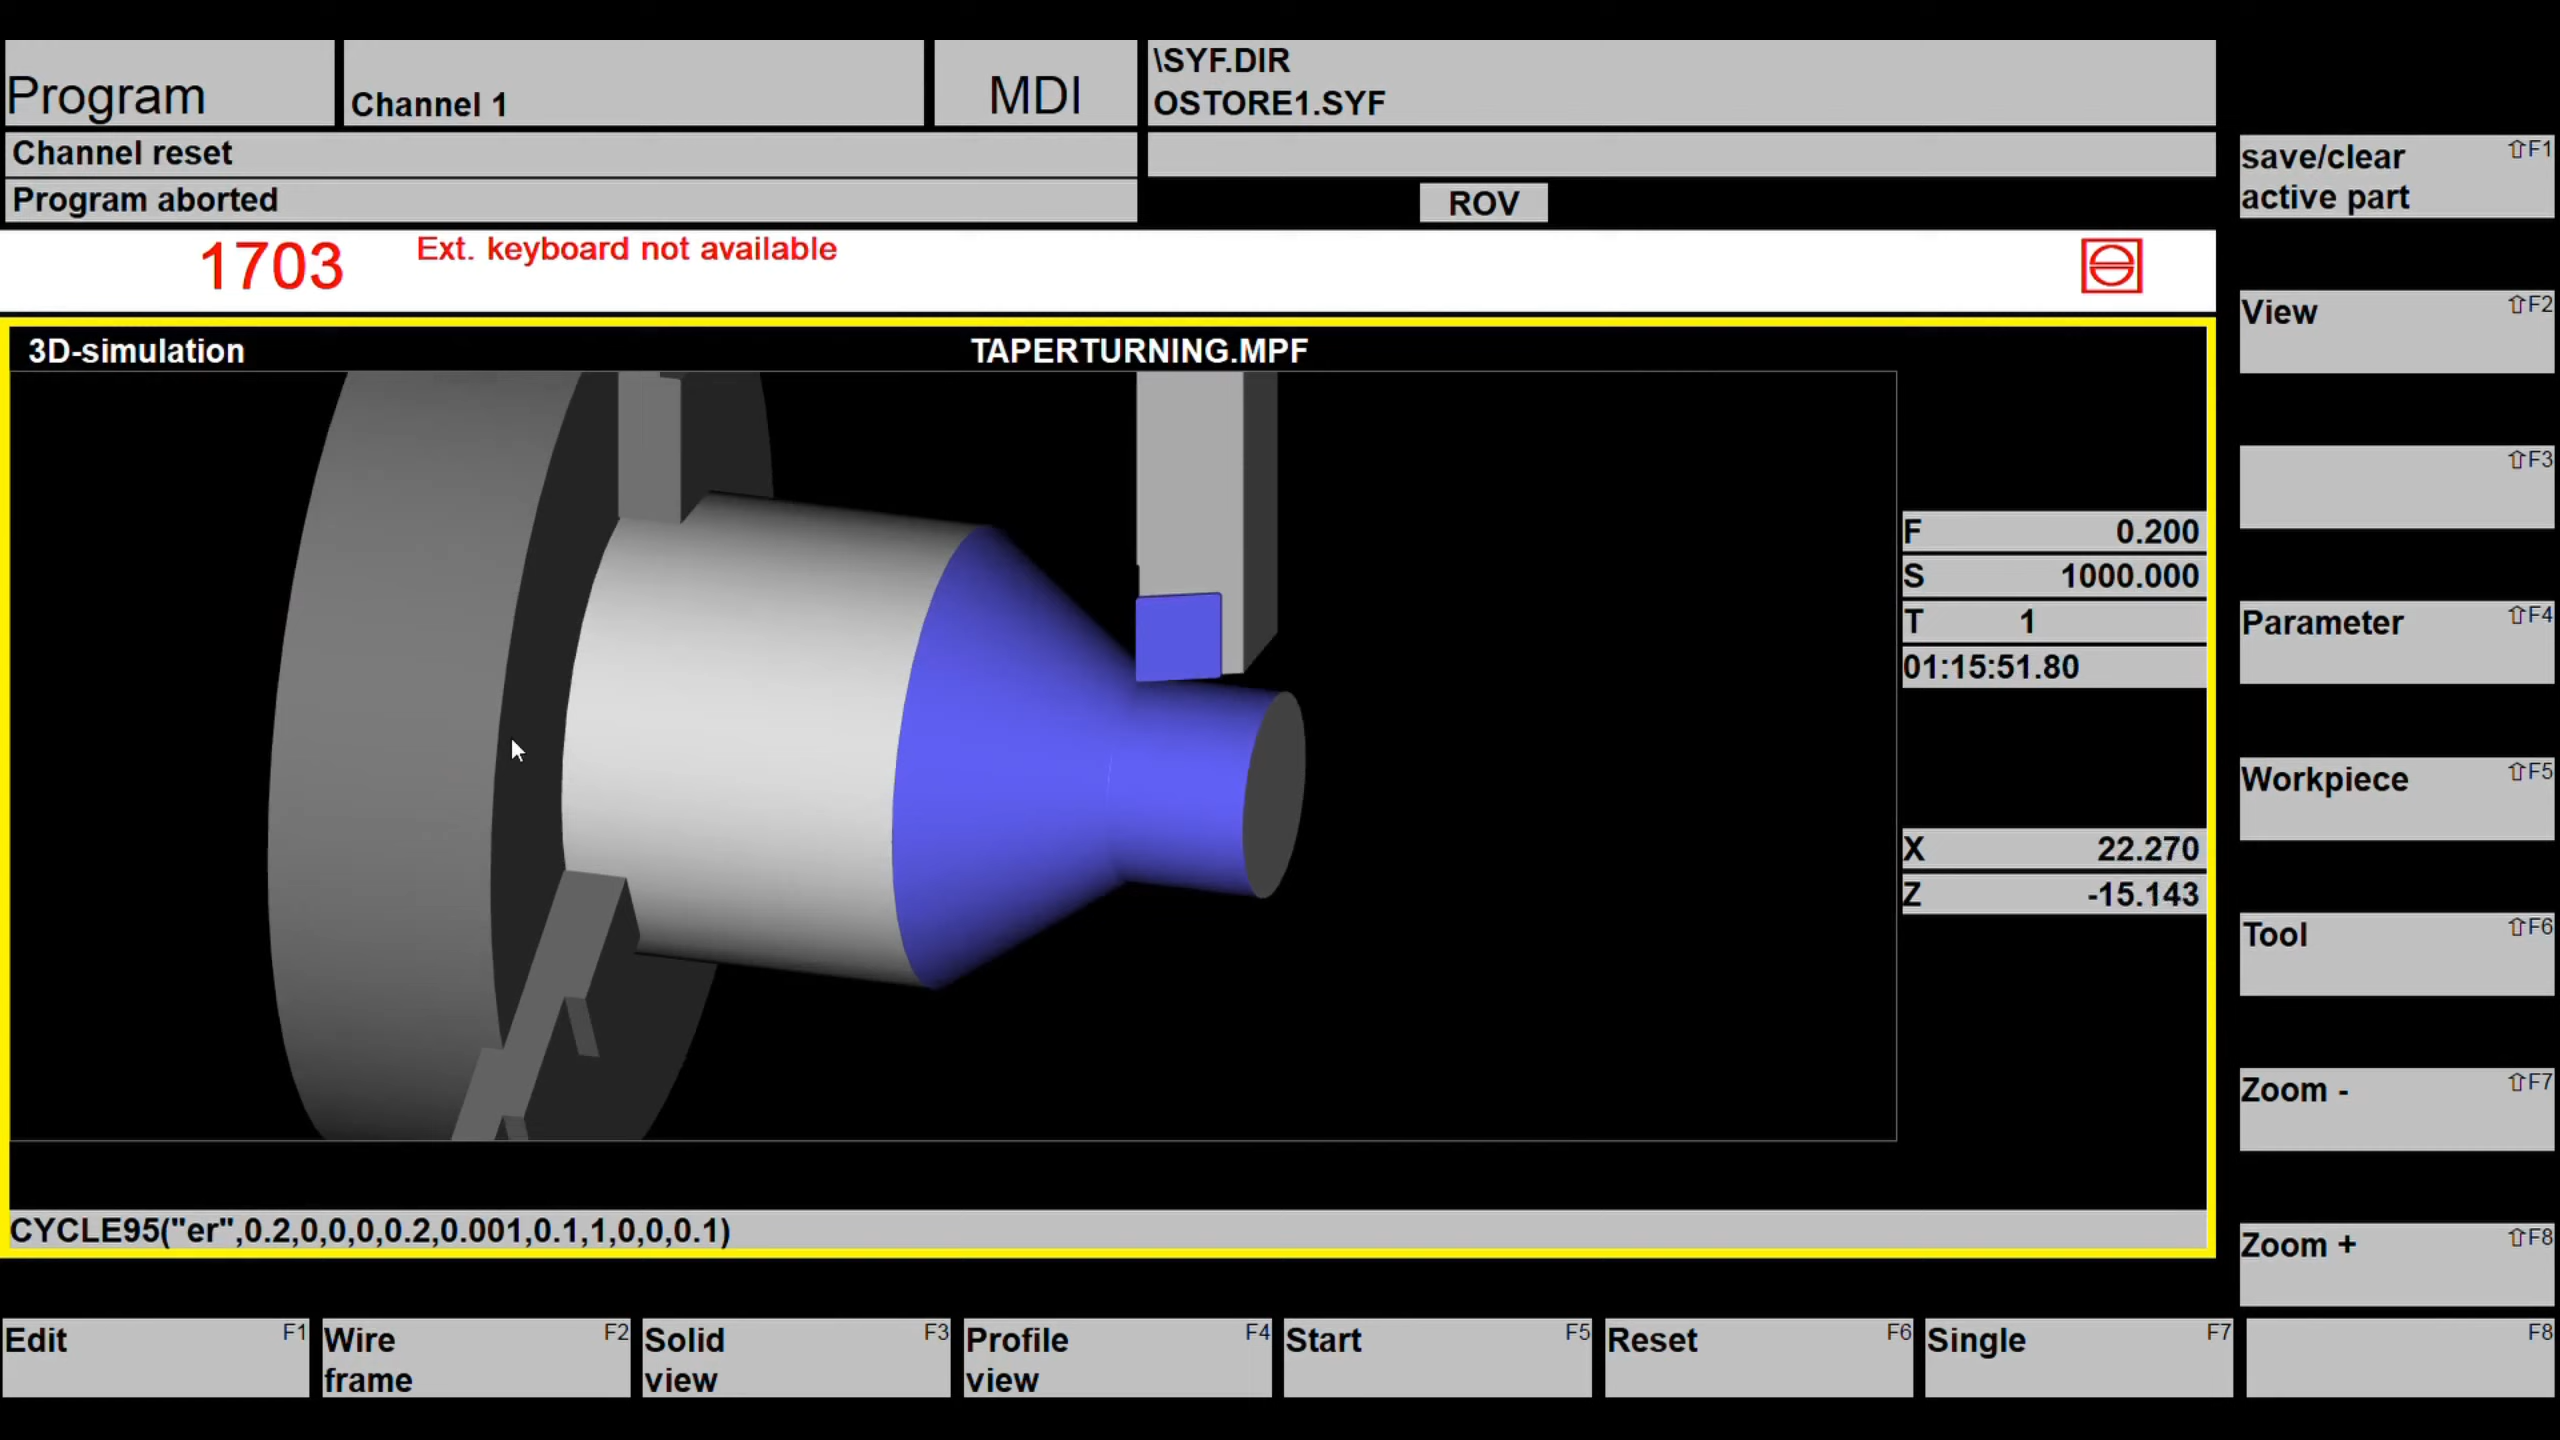 Program
Channel 1
MDI
\SYF.DIR
OSTORE1.SYF
Channel reset
Program aborted
ROV
1703
Ext. keyboard not available
3D-simulation
TAPERTURNING.MPF
F 0.200
S 1000.000
T 1
01:15:51.80
X 22.270
Z -15.143
CYCLE95("er",0.2,0,0,0,0.2,0.001,0.1,1,0,0,0.1)
save/clear ⇧F1
active part
View ⇧F2
⇧F3
Parameter ⇧F4
Workpiece ⇧F5
Tool ⇧F6
Zoom - ⇧F7
Zoom + ⇧F8
Edit F1
Wire F2
frame
Solid F3
view
Profile F4
view
Start F5
Reset F6
Single F7
F8